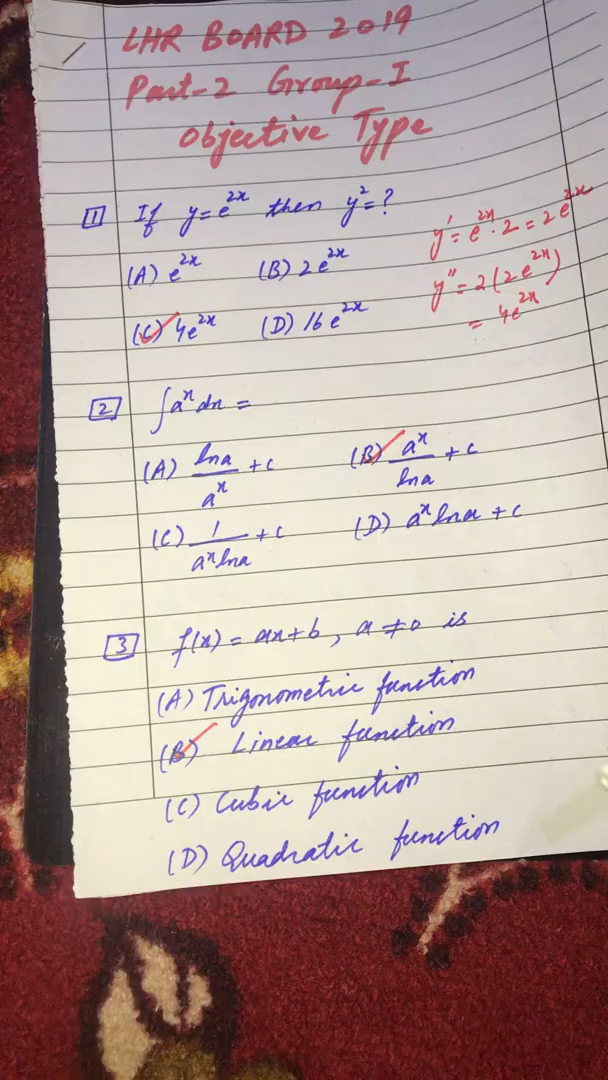 LHR BOARD 2019
Part-2 Group-I
Objective Type
1 If y=e^2x then y^2=?
(A) e^2x (B) 2e^2x
(C) 4e^2x (D) 16e^2x
y'=e^2x.2=2e^2x
y"=2(2e^2x)
=4e^2x
2 ∫a^x dx=
(A) lna/a^x +c (B) a^x/lna +c
(C) 1/a^x lna +c (D) a^x lna +c
3 f(x)=ax+b, a≠0 is
(A) Trigonometric function
(B) Linear function
(C) Cubic function
(D) Quadratic function